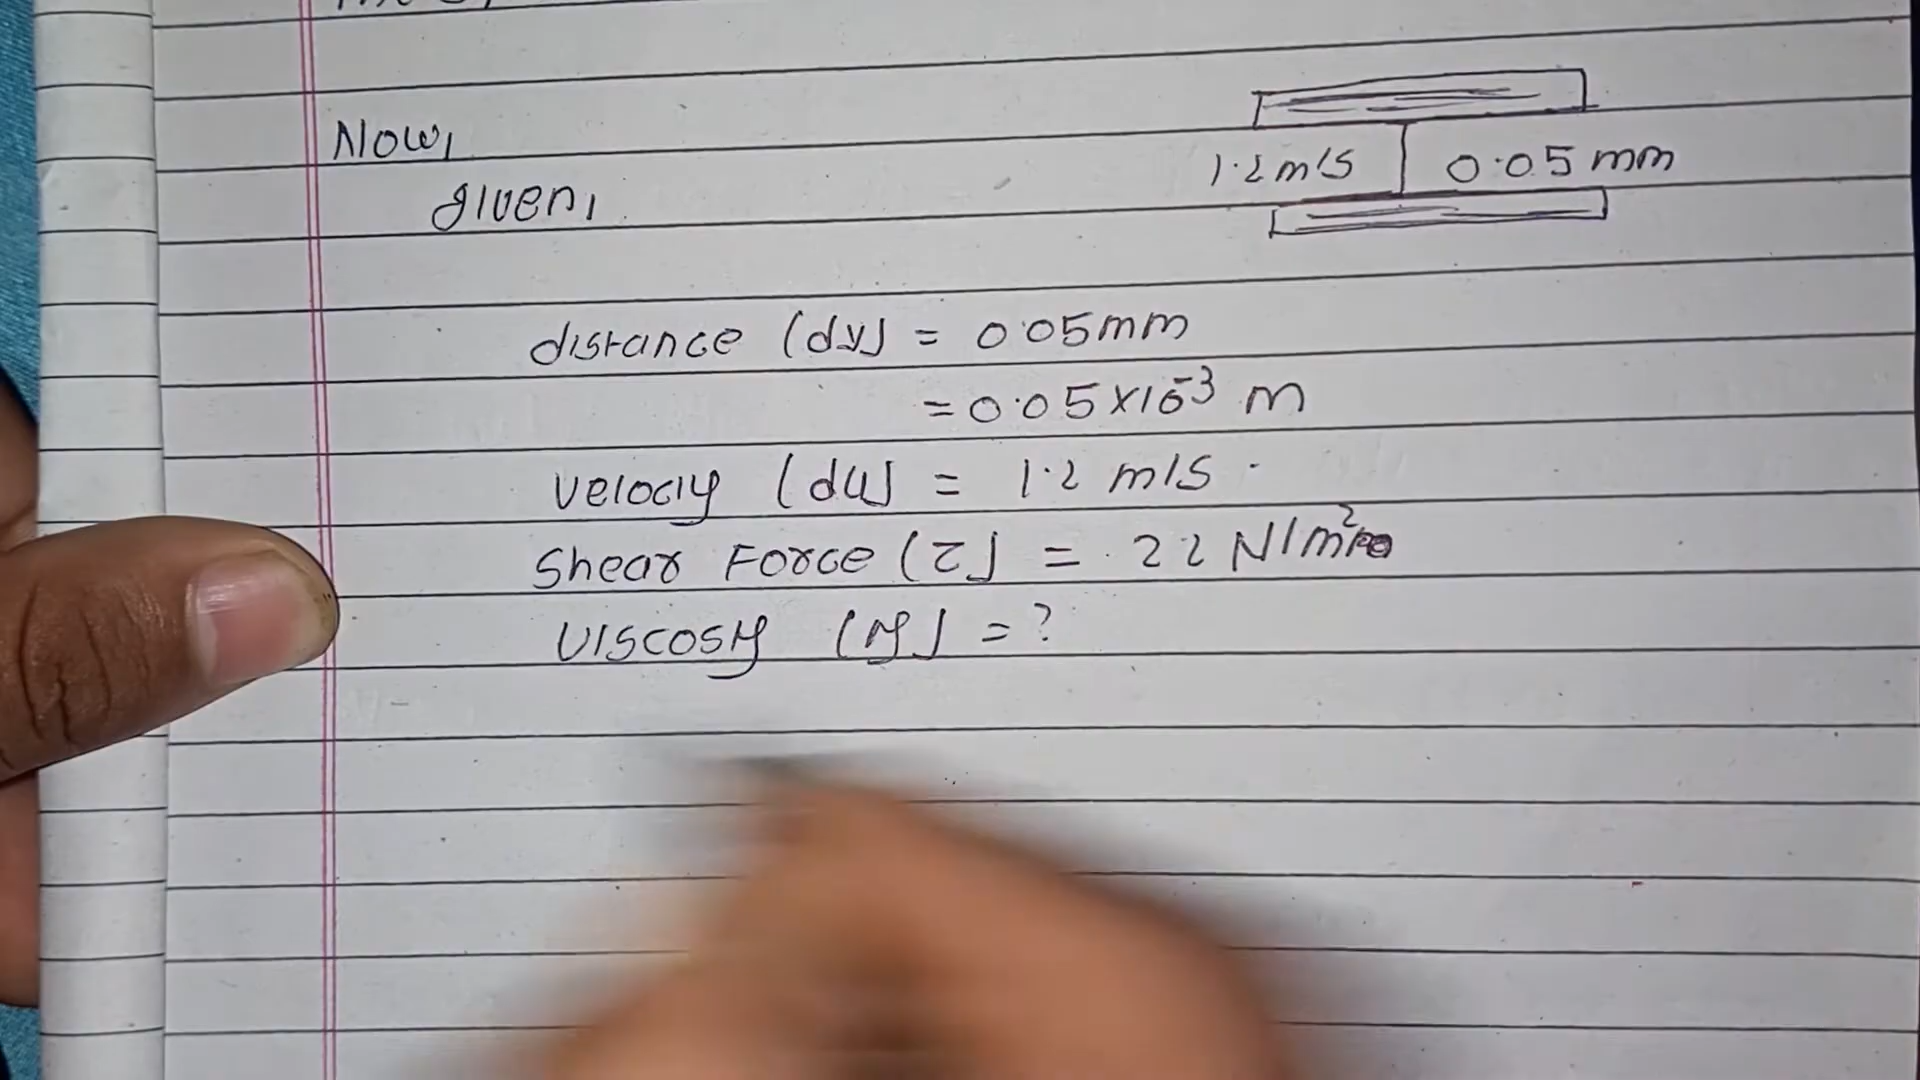 Now,
given,
1.2 m/s 0.05 mm
distance (dy) = 0.05mm
= 0.05×10⁻³ m
velocity (du) = 1.2 m/s
Shear Force (τ) = 2.2 N/m²
viscosity (μ) = ?